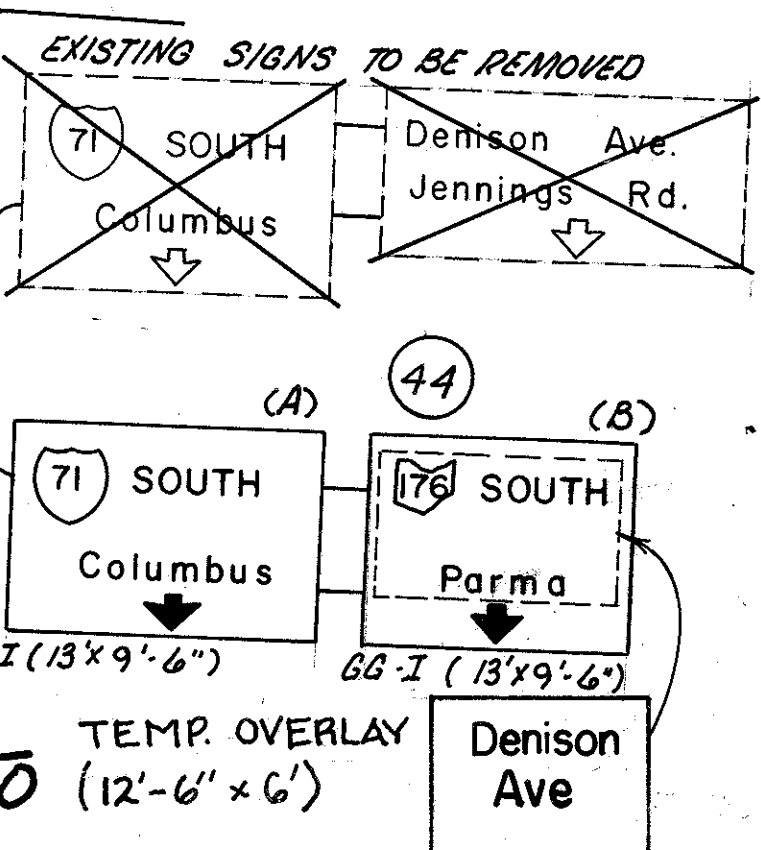 EXISTING SIGNS TO BE REMOVED
71 SOUTH
Columbus
Denison Ave.
Jennings Rd.
44
(A)
(B)
71 SOUTH
Columbus
176 SOUTH
Parma
I (13'x 9'-6")
GG-I (13'x9'-6")
TEMP. OVERLAY
(12'-6" x 6')
Denison
Ave